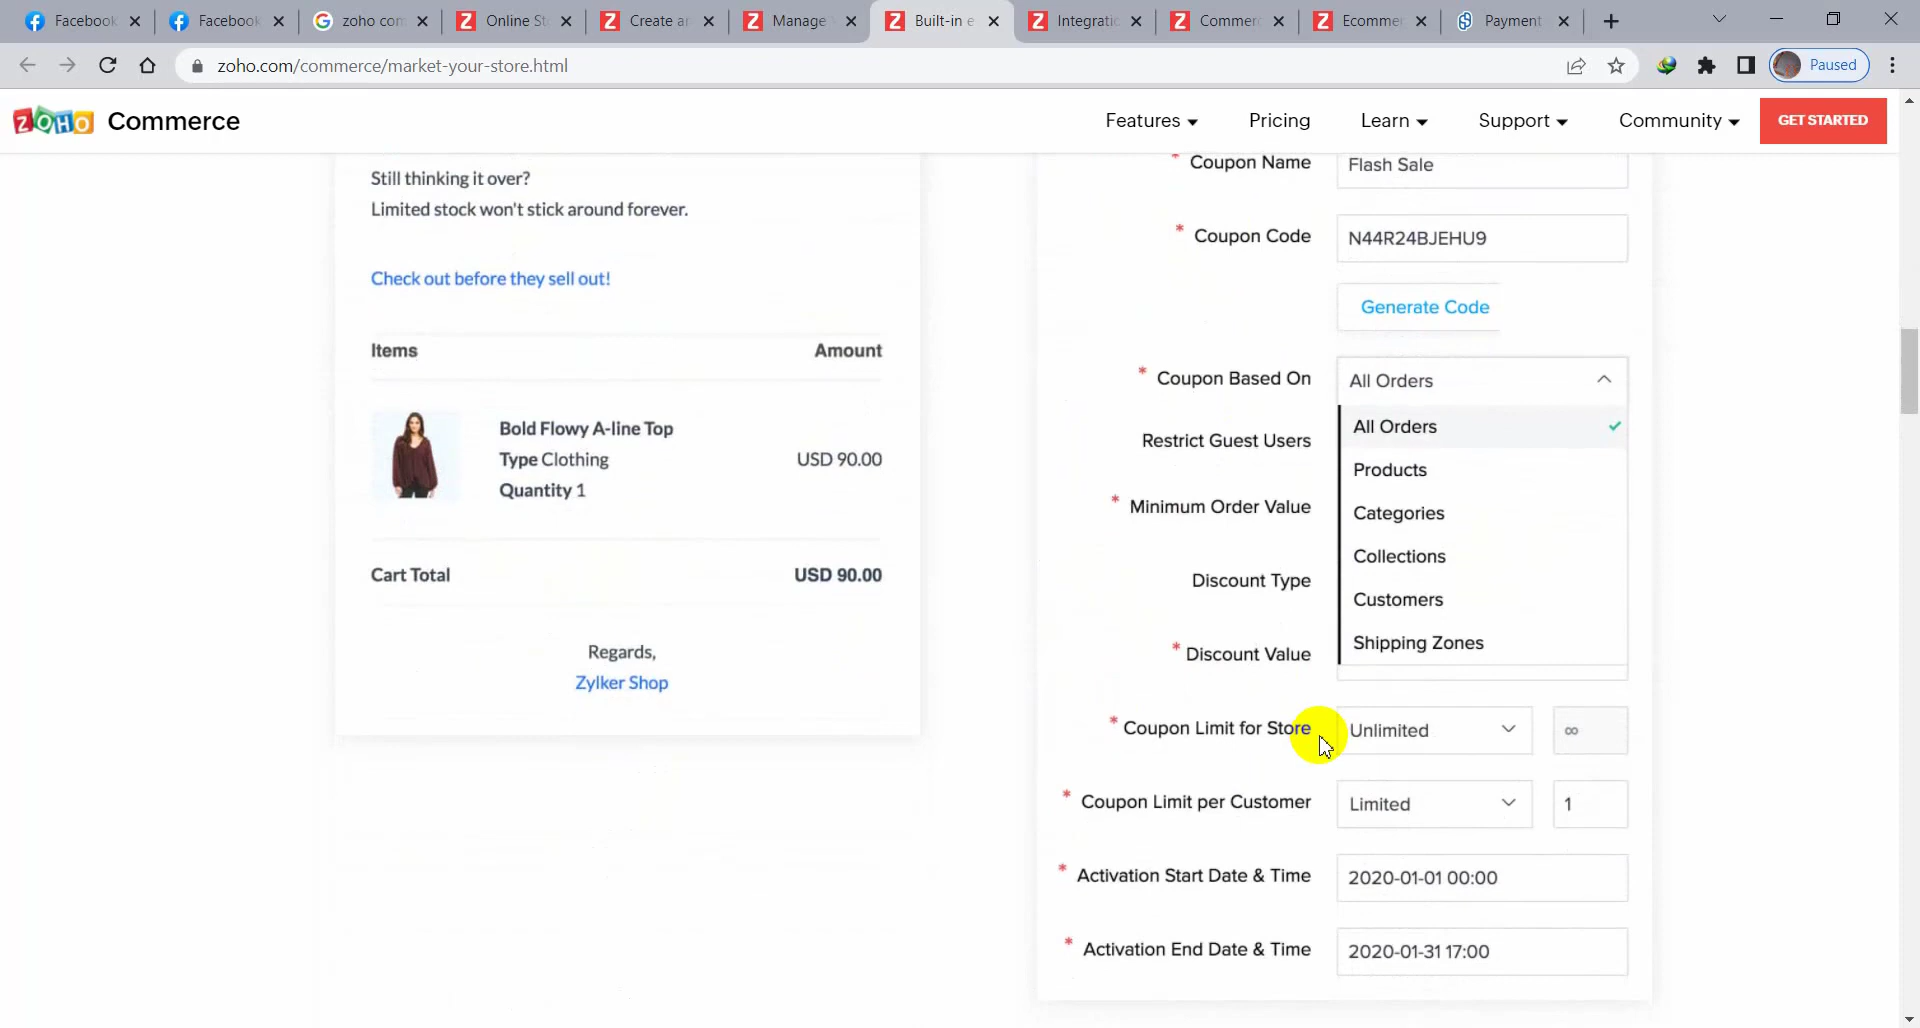 Facebook
Facebook
zoho com
Online St
Create an
Manage
Built-in e
Integratio
Commerc
Ecommer
Payment
zoho.com/commerce/market-your-store.html
Paused
ZOHO Commerce
Features
Pricing
Learn
Support
Community
GET STARTED
Still thinking it over?
Limited stock won't stick around forever.
Check out before they sell out!
Items Amount
Bold Flowy A-line Top
Type Clothing USD 90.00
Quantity 1
Cart Total USD 90.00
Regards,
Zylker Shop
* Coupon Name Flash Sale
* Coupon Code N44R24BJEHU9
Generate Code
* Coupon Based On All Orders
All Orders
Restrict Guest Users
Products
Categories
* Minimum Order Value
Collections
Discount Type
Customers
Shipping Zones
* Discount Value
* Coupon Limit for Store Unlimited ∞
* Coupon Limit per Customer Limited 1
* Activation Start Date & Time 2020-01-01 00:00
* Activation End Date & Time 2020-01-31 17:00